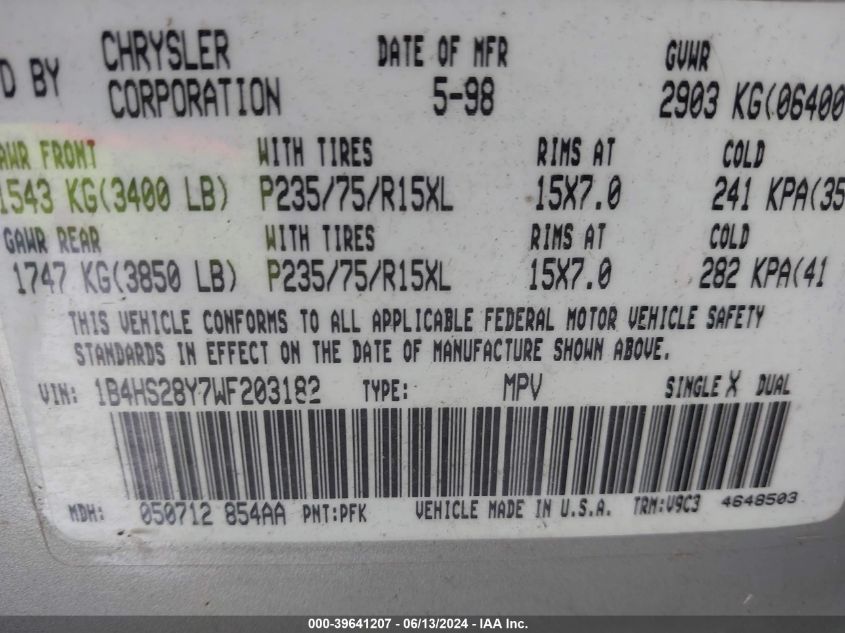 D BY CHRYSLER CORPORATION DATE OF MFR 5-98 GVWR 2903 KG(06400
GAWR FRONT WITH TIRES RIMS AT COLD
1543 KG(3400 LB) P235/75/R15XL 15X7.0 241 KPA(35
GAWR REAR WITH TIRES RIMS AT COLD
1747 KG(3850 LB) P235/75/R15XL 15X7.0 282 KPA(41
THIS VEHICLE CONFORMS TO ALL APPLICABLE FEDERAL MOTOR VEHICLE SAFETY
STANDARDS IN EFFECT ON THE DATE OF MANUFACTURE SHOWN ABOVE.
VIN: 1B4HS28Y7WF203182 TYPE: MPV SINGLE X DUAL
MDH: 050712 854AA PNT:PFK VEHICLE MADE IN U.S.A. TRM:V9C3 4648503
000-39641207 - 06/13/2024 - IAA Inc.